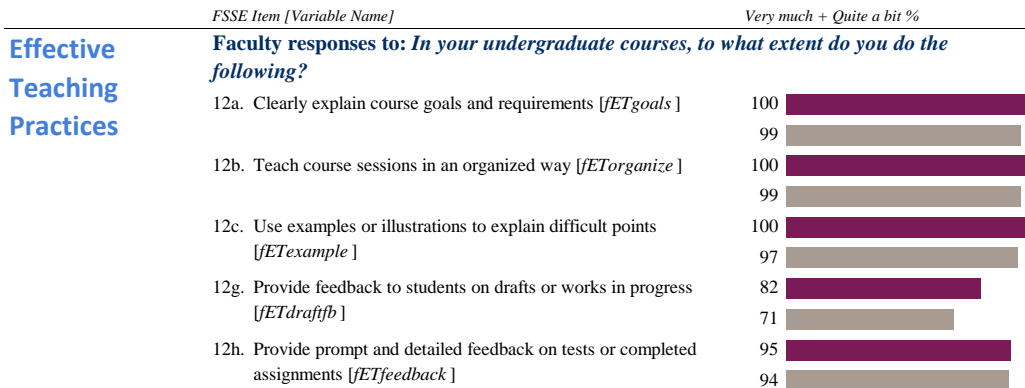 FSSE Item [Variable Name]
Very much + Quite a bit %
Effective
Teaching
Practices
Faculty responses to: In your undergraduate courses, to what extent do you do the
following?
12a. Clearly explain course goals and requirements [fETgoals ]
100
99
12b. Teach course sessions in an organized way [fETorganize ]
100
99
12c. Use examples or illustrations to explain difficult points
[fETexample ]
100
97
12g. Provide feedback to students on drafts or works in progress
[fETdraftfb ]
82
71
12h. Provide prompt and detailed feedback on tests or completed
assignments [fETfeedback ]
95
94